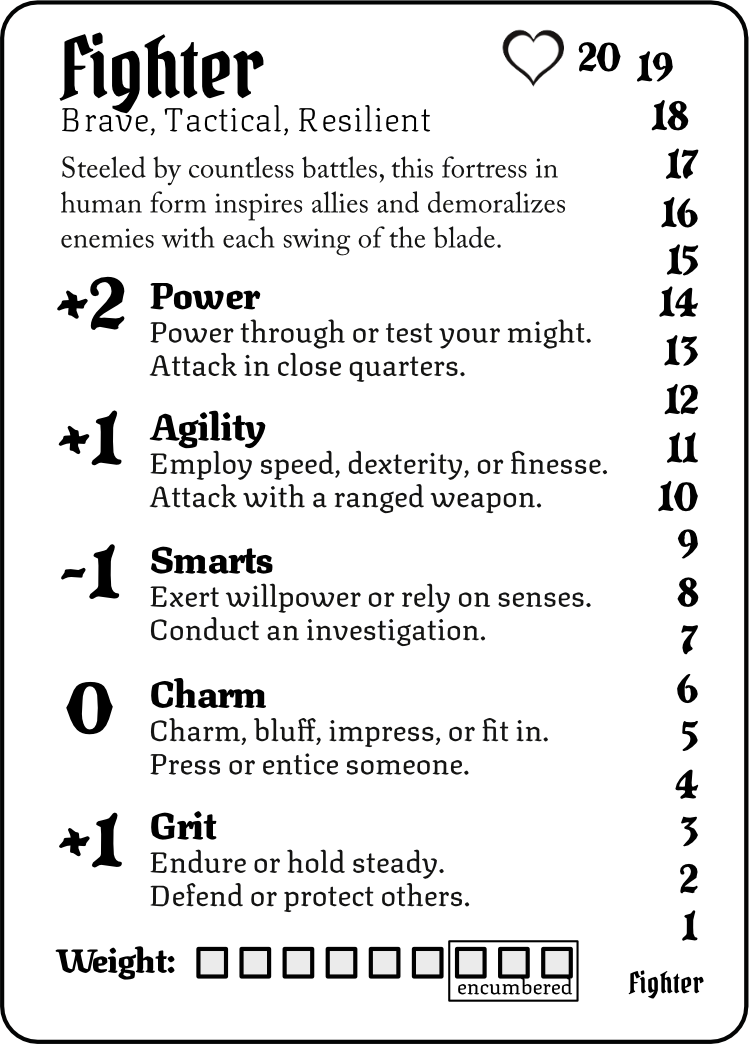 Fighter
Brave, Tactical, Resilient
Steeled by countless battles, this fortress in
human form inspires allies and demoralizes
enemies with each swing of the blade.
+2 Power
Power through or test your might.
Attack in close quarters.
+1 Agility
Employ speed, dexterity, or finesse.
Attack with a ranged weapon.
-1 Smarts
Exert willpower or rely on senses.
Conduct an investigation.
0 Charm
Charm, bluff, impress, or fit in.
Press or entice someone.
+1 Grit
Endure or hold steady.
Defend or protect others.
Weight:
encumbered
20
19
18
17
16
15
14
13
12
11
10
9
8
7
6
5
4
3
2
1
Fighter